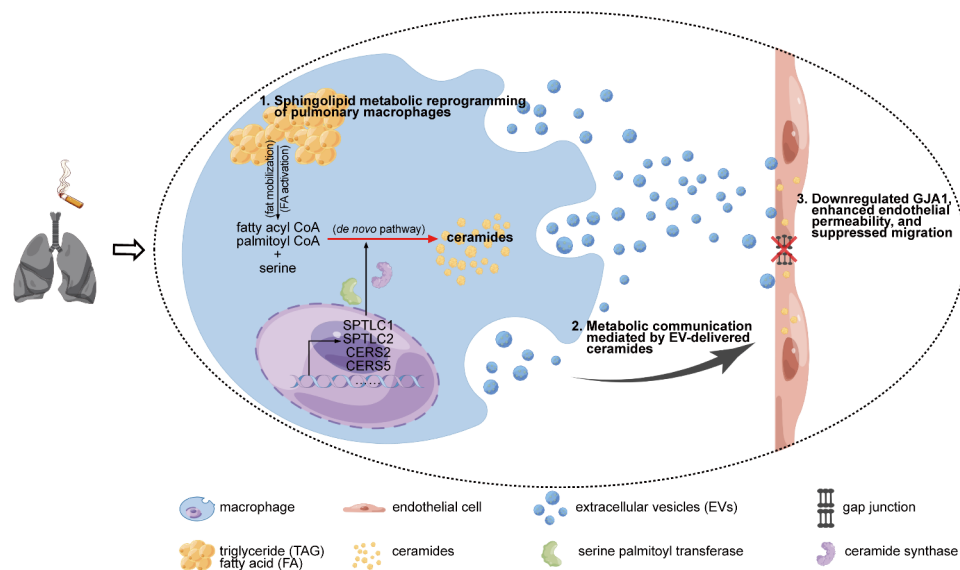 1. Sphingolipid metabolic reprogramming
of pulmonary macrophages
(fat mobilization)
(FA activation)
fatty acyl CoA
palmitoyl CoA
+
serine
(de novo pathway)
ceramides
SPTLC1
SPTLC2
CERS2
CERS5
......
2. Metabolic communication
mediated by EV-delivered
ceramides
3. Downregulated GJA1,
enhanced endothelial
permeability, and
suppressed migration
macrophage
endothelial cell
extracellular vesicles (EVs)
gap junction
triglyceride (TAG)
fatty acid (FA)
ceramides
serine palmitoyl transferase
ceramide synthase